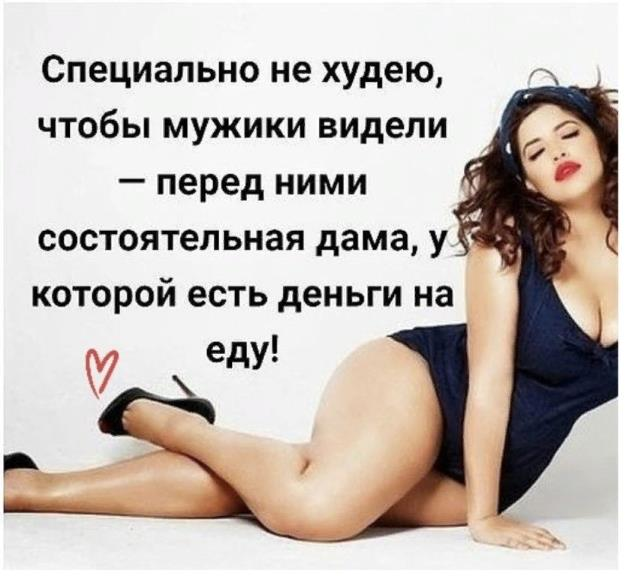 Специально не худею,
чтобы мужики видели
— перед ними
состоятельная дама, у
которой есть деньги на
еду!